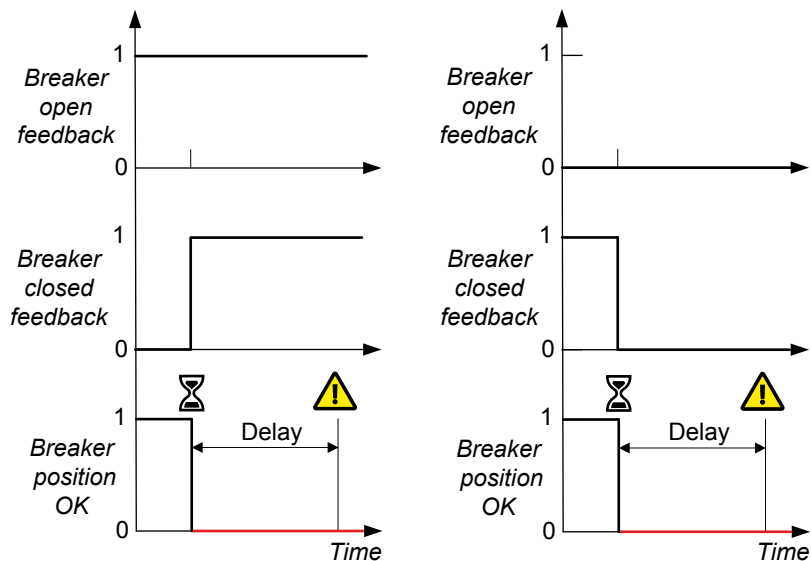 1
Breaker
open
feedback
0
1
Breaker
closed
feedback
0
1
Delay
Breaker
position
OK
0
Time
1
Breaker
open
feedback
0
1
Breaker
closed
feedback
0
1
Delay
Breaker
position
OK
0
Time